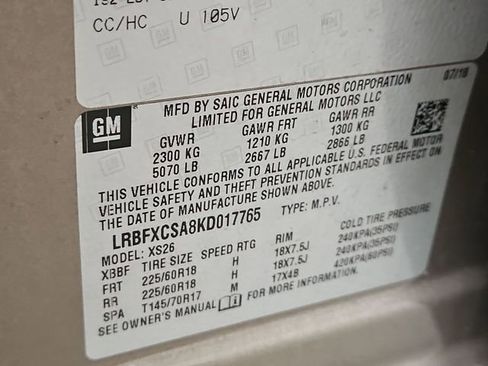 CC/HC U 105V
GM
07/18
MFD BY SAIC GENERAL MOTORS CORPORATION
LIMITED FOR GENERAL MOTORS LLC
GVWR GAWR FRT GAWR RR
2300 KG 1210 KG 1300 KG
5070 LB 2667 LB 2866 LB
THIS VEHICLE CONFORMS TO ALL APPLICABLE U.S. FEDERAL MOTOR
VEHICLE SAFETY AND THEFT PREVENTION STANDARDS IN EFFECT ON
THE DATE OF MANUFACTURE SHOWN ABOVE.
LRBFXCSA8KD017765 TYPE: M.P.V.
MODEL: XS26
XBBF TIRE SIZE SPEED RTG RIM COLD TIRE PRESSURE
FRT 225/60R18 H 18X7.5J 240KPA(35PSI)
RR 225/60R18 H 18X7.5J 240KPA(35PSI)
SPA T145/70R17 M 17X4B 420KPA(60PSI)
SEE OWNER'S MANUAL FOR MORE INFORMATION.